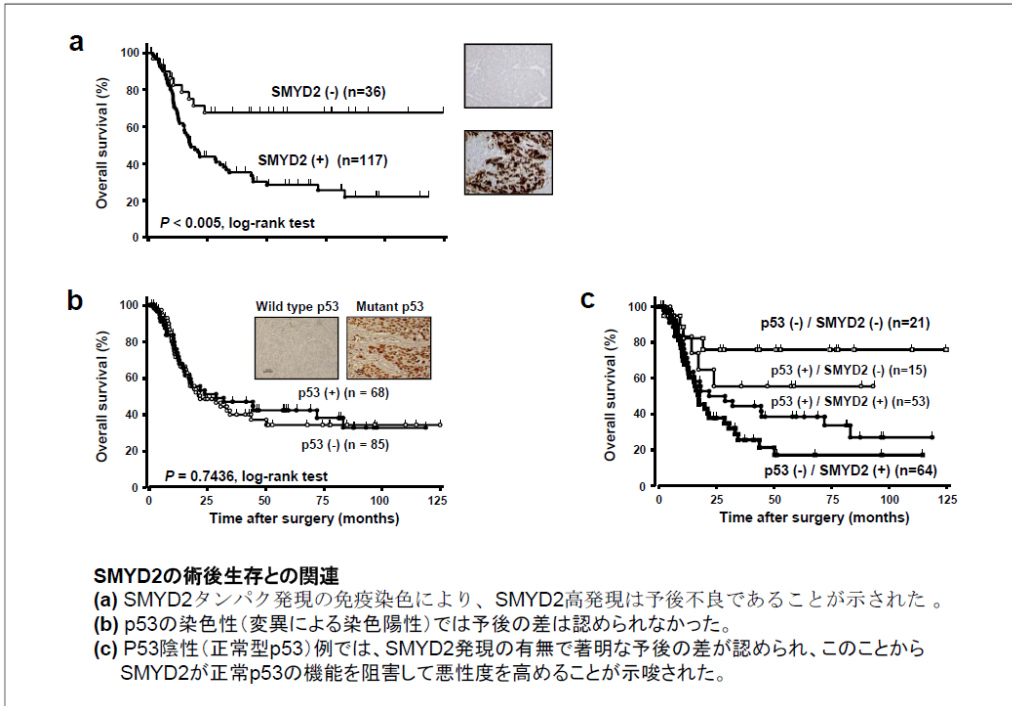 a
100
80
60
40
20
0
Overall survival (%)
SMYD2 (-) (n=36)
SMYD2 (+) (n=117)
P < 0.005, log-rank test
0 25 50 75 100 125
b
100
80
60
40
20
0
Overall survival (%)
Wild type p53 Mutant p53
p53 (+) (n = 68)
p53 (-) (n = 85)
P = 0.7436, log-rank test
0 25 50 75 100 125
Time after surgery (months)
c
100
80
60
40
20
0
Overall survival (%)
p53 (-) / SMYD2 (-) (n=21)
p53 (+) / SMYD2 (-) (n=15)
p53 (+) / SMYD2 (+) (n=53)
p53 (-) / SMYD2 (+) (n=64)
0 25 50 75 100 125
Time after surgery (months)
SMYD2の術後生存との関連
(a) SMYD2タンパク発現の免疫染色により、SMYD2高発現は予後不良であることが示された。
(b) p53の染色性(変異による染色陽性)では予後の差は認められなかった。
(c) P53陰性(正常型p53)例では、SMYD2発現の有無で著明な予後の差が認められ、このことから
SMYD2が正常p53の機能を阻害して悪性度を高めることが示唆された。